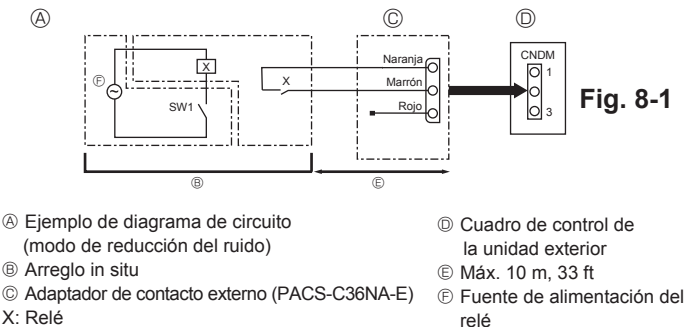 Ⓐ
Ⓒ
Ⓓ
Naranja
Marrón
Rojo
X
X
SW1
Ⓕ
CNDM
1
3
Fig. 8-1
Ⓑ
Ⓔ
Ⓐ Ejemplo de diagrama de circuito
(modo de reducción del ruido)
Ⓑ Arreglo in situ
Ⓒ Adaptador de contacto externo (PACS-C36NA-E)
X: Relé
Ⓓ Cuadro de control de
la unidad exterior
Ⓔ Máx. 10 m, 33 ft
Ⓕ Fuente de alimentación del
relé